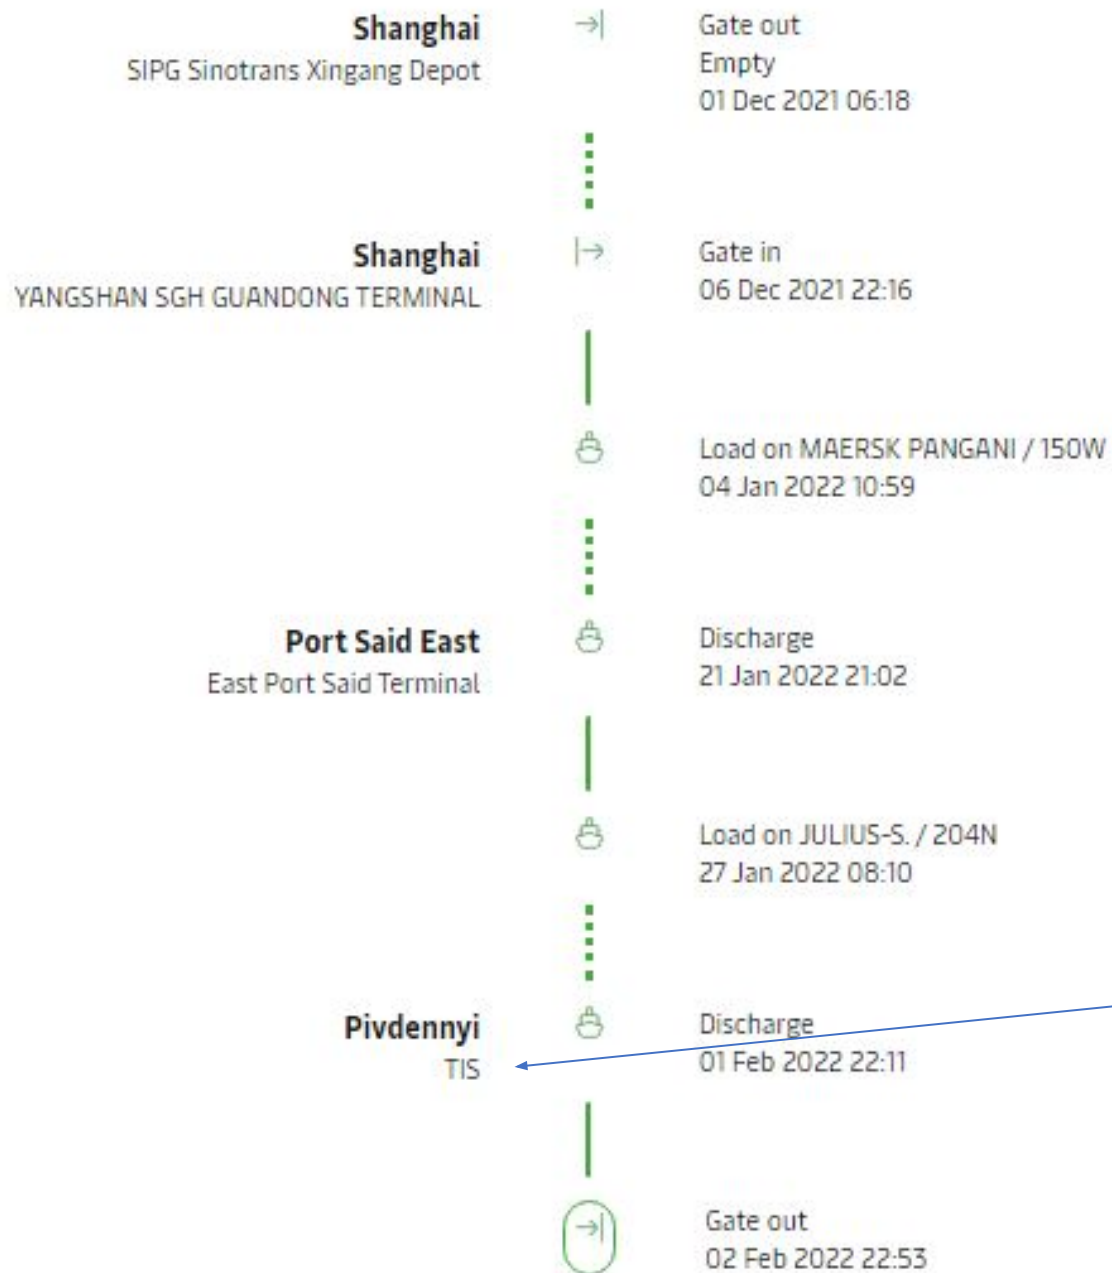 Shanghai
SIPG Sinotrans Xingang Depot
Gate out
Empty
01 Dec 2021 06:18
Shanghai
YANGSHAN SGH GUANDONG TERMINAL
Gate in
06 Dec 2021 22:16
Load on MAERSK PANGANI / 150W
04 Jan 2022 10:59
Port Said East
East Port Said Terminal
Discharge
21 Jan 2022 21:02
Load on JULIUS-S. / 204N
27 Jan 2022 08:10
Pivdennyi
TIS
Discharge
01 Feb 2022 22:11
Gate out
02 Feb 2022 22:53